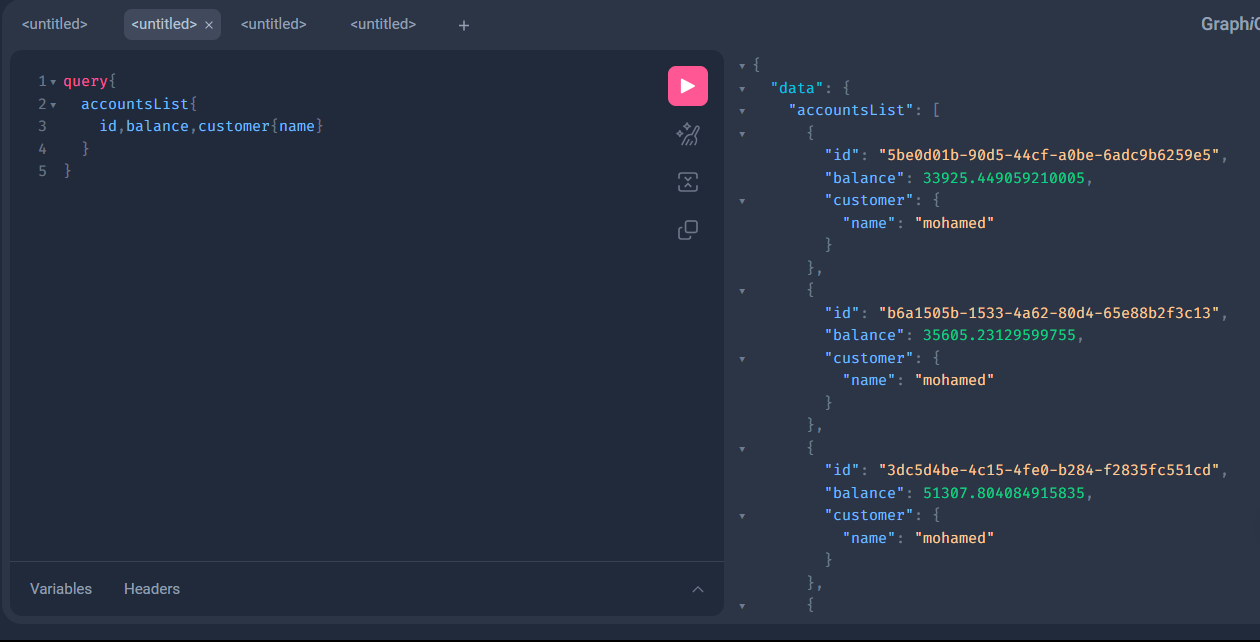 <untitled> <untitled> × <untitled> <untitled> + Graphi
1 query{
2 accountsList{
3 id,balance,customer{name}
4 }
5 }
Variables Headers
{
"data": {
"accountsList": [
{
"id": "5be0d01b-90d5-44cf-a0be-6adc9b6259e5",
"balance": 33925.449059210005,
"customer": {
"name": "mohamed"
}
},
{
"id": "b6a1505b-1533-4a62-80d4-65e88b2f3c13",
"balance": 35605.23129599755,
"customer": {
"name": "mohamed"
}
},
{
"id": "3dc5d4be-4c15-4fe0-b284-f2835fc551cd",
"balance": 51307.804084915835,
"customer": {
"name": "mohamed"
}
},
{